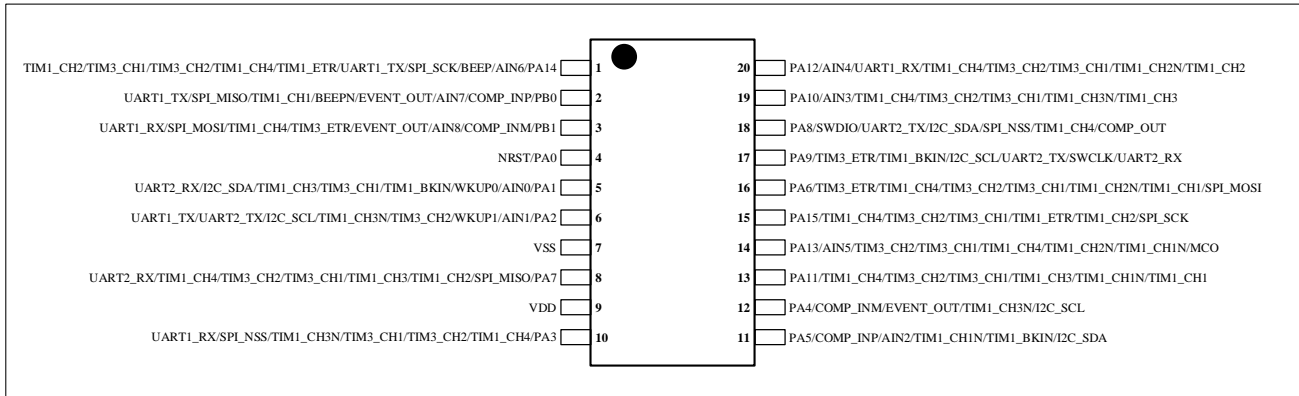 TIM1_CH2/TIM3_CH1/TIM3_CH2/TIM1_CH4/TIM1_ETR/UART1_TX/SPI_SCK/BEEP/AIN6/PA14 1 20 PA12/AIN4/UART1_RX/TIM1_CH4/TIM3_CH2/TIM3_CH1/TIM1_CH2N/TIM1_CH2
UART1_TX/SPI_MISO/TIM1_CH1/BEEPN/EVENT_OUT/AIN7/COMP_INP/PB0 2 19 PA10/AIN3/TIM1_CH4/TIM3_CH2/TIM3_CH1/TIM1_CH3N/TIM1_CH3
UART1_RX/SPI_MOSI/TIM1_CH4/TIM3_ETR/EVENT_OUT/AIN8/COMP_INM/PB1 3 18 PA8/SWDIO/UART2_TX/I2C_SDA/SPI_NSS/TIM1_CH4/COMP_OUT
NRST/PA0 4 17 PA9/TIM3_ETR/TIM1_BKIN/I2C_SCL/UART2_TX/SWCLK/UART2_RX
UART2_RX/I2C_SDA/TIM1_CH3/TIM3_CH1/TIM1_BKIN/WKUP0/AIN0/PA1 5 16 PA6/TIM3_ETR/TIM1_CH4/TIM3_CH2/TIM3_CH1/TIM1_CH2N/TIM1_CH1/SPI_MOSI
UART1_TX/UART2_TX/I2C_SCL/TIM1_CH3N/TIM3_CH2/WKUP1/AIN1/PA2 6 15 PA15/TIM1_CH4/TIM3_CH2/TIM3_CH1/TIM1_ETR/TIM1_CH2/SPI_SCK
VSS 7 14 PA13/AIN5/TIM3_CH2/TIM3_CH1/TIM1_CH4/TIM1_CH2N/TIM1_CH1N/MCO
UART2_RX/TIM1_CH4/TIM3_CH2/TIM3_CH1/TIM1_CH3/TIM1_CH2/SPI_MISO/PA7 8 13 PA11/TIM1_CH4/TIM3_CH2/TIM3_CH1/TIM1_CH3/TIM1_CH1N/TIM1_CH1
VDD 9 12 PA4/COMP_INM/EVENT_OUT/TIM1_CH3N/I2C_SCL
UART1_RX/SPI_NSS/TIM1_CH3N/TIM3_CH1/TIM3_CH2/TIM1_CH4/PA3 10 11 PA5/COMP_INP/AIN2/TIM1_CH1N/TIM1_BKIN/I2C_SDA